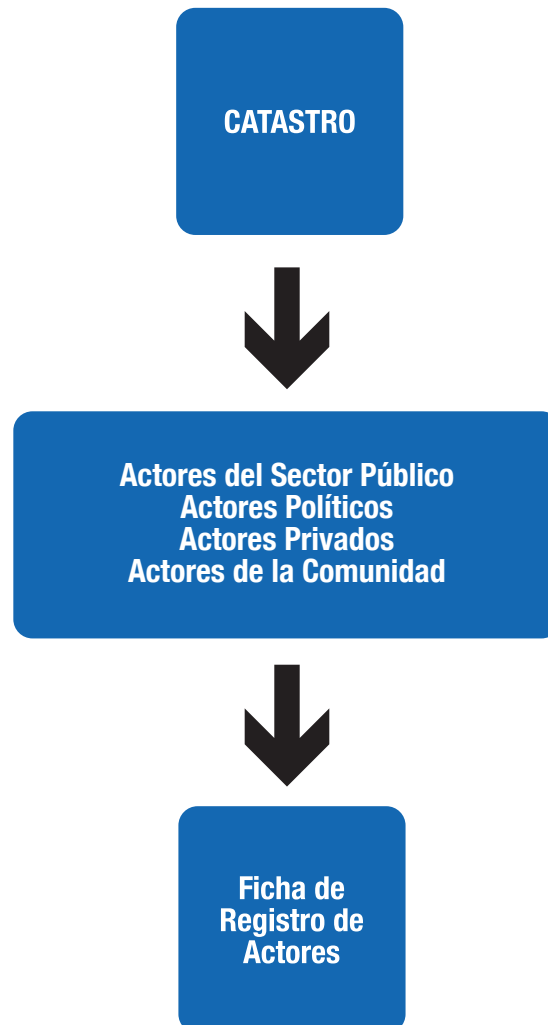 CATASTRO
Actores del Sector Público
Actores Políticos
Actores Privados
Actores de la Comunidad
Ficha de
Registro de
Actores